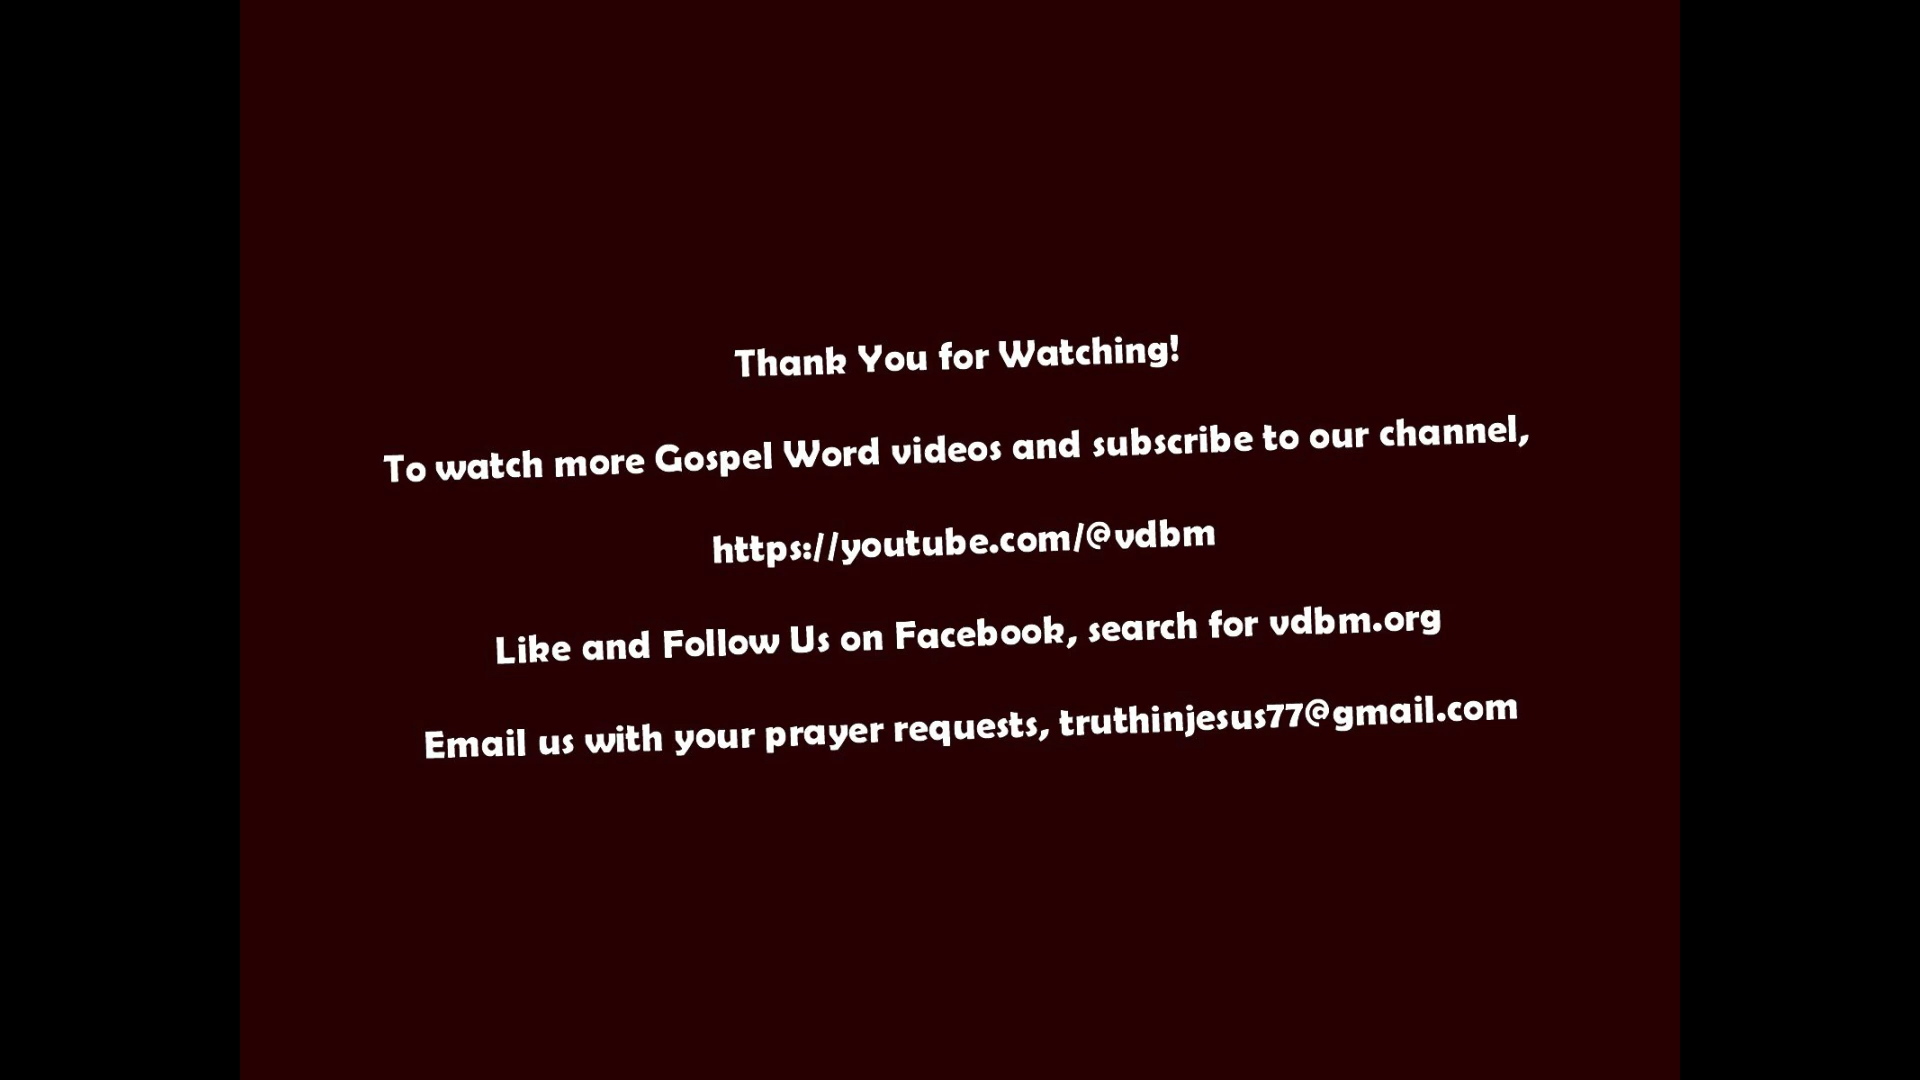 Thank You for Watching!
To watch more Gospel Word videos and subscribe to our channel,
https://youtube.com/@vdbm
Like and Follow Us on Facebook, search for vdbm.org
Email us with your prayer requests, truthinjesus77@gmail.com